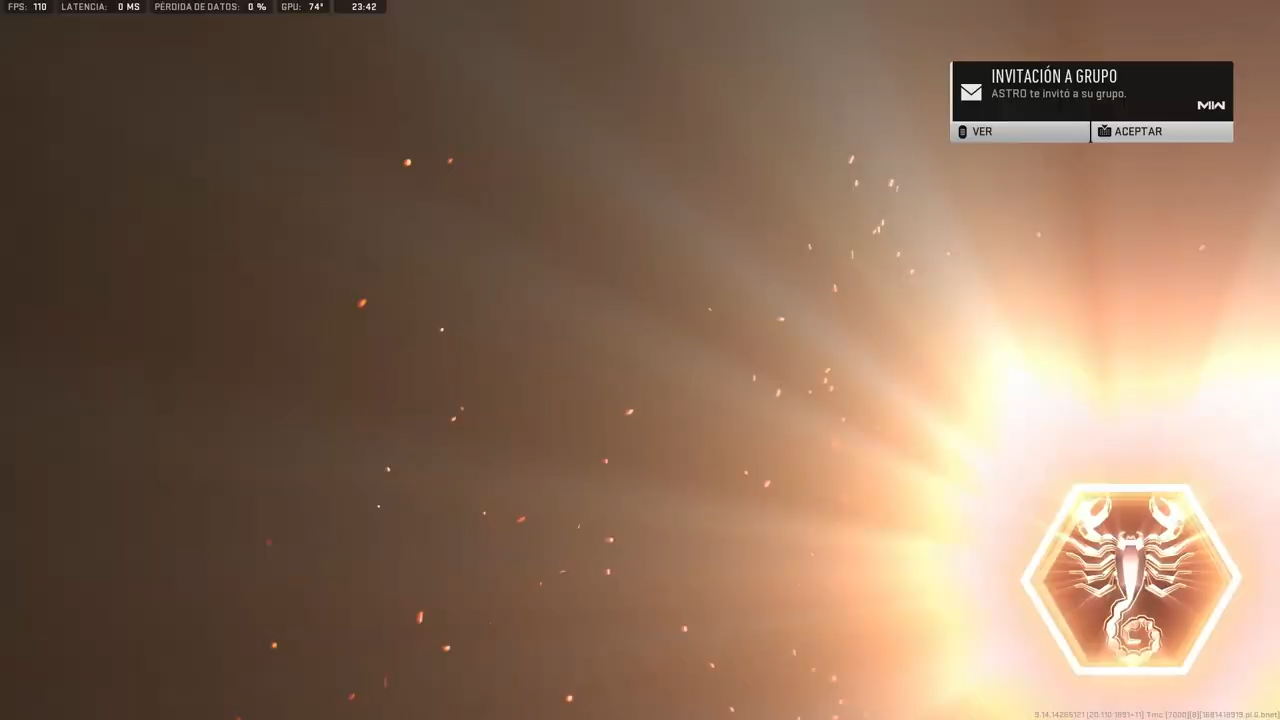 FPS: 110 LATENCIA: 0 MS PÉRDIDA DE DATOS: 0 % GPU: 74° 23:42
INVITACIÓN A GRUPO
ASTRO te invitó a su grupo.
MW
VER ACEPTAR